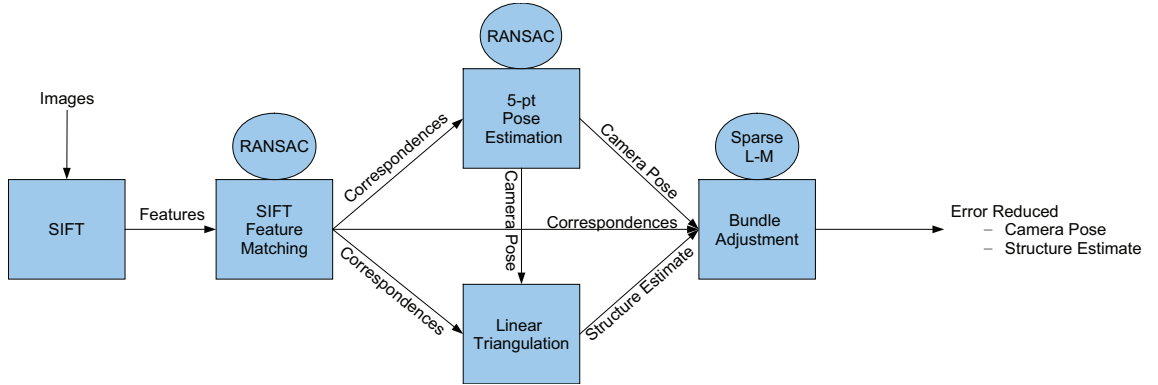 Images
SIFT
Features
RANSAC
SIFT
Feature
Matching
Correspondences
Correspondences
Correspondences
RANSAC
5-pt
Pose
Estimation
Camera Pose
Camera Pose
Linear
Triangulation
Structure Estimate
Sparse
L-M
Bundle
Adjustment
Error Reduced
– Camera Pose
– Structure Estimate